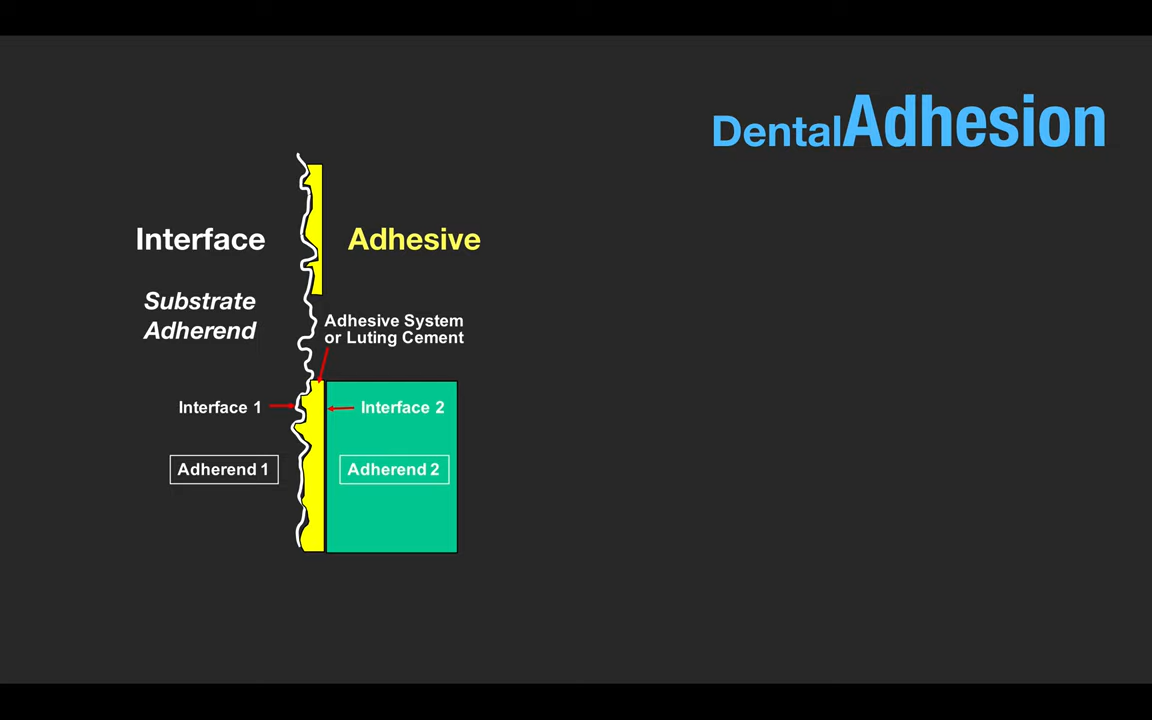 DentalAdhesion
Interface
Adhesive
Substrate
Adherend
Adhesive System
or Luting Cement
Interface 1
Interface 2
Adherend 1
Adherend 2